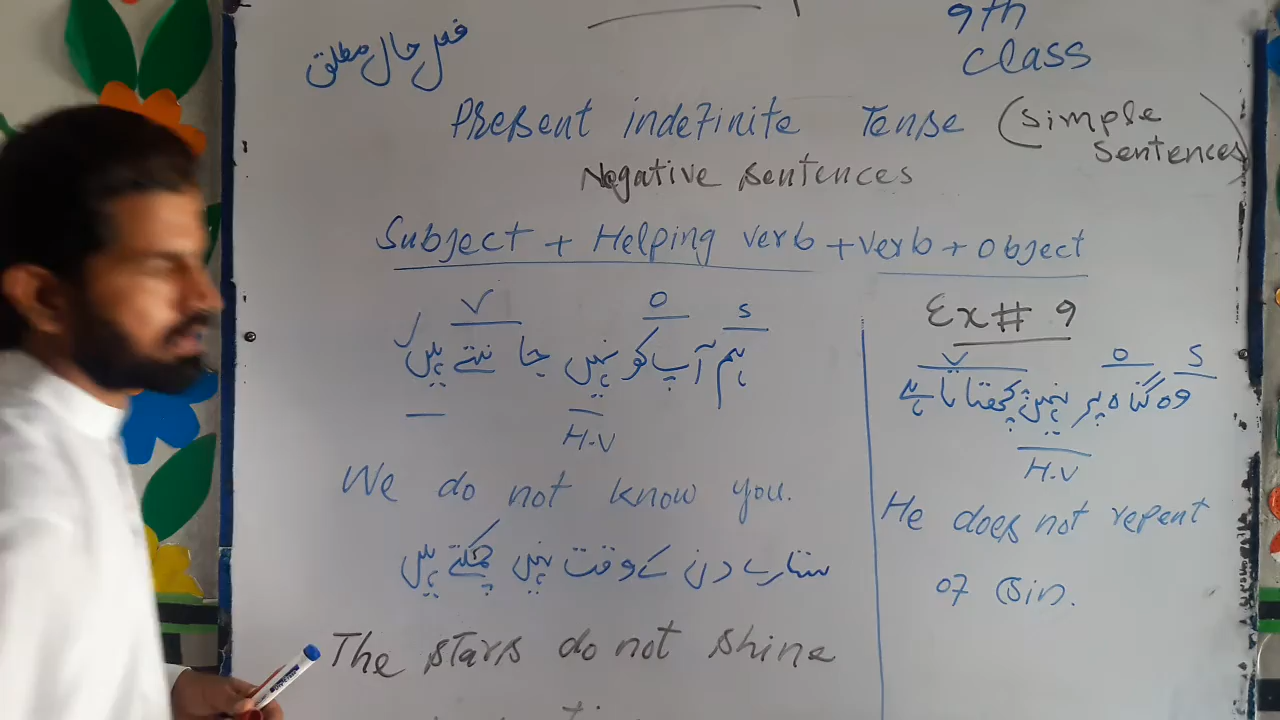 9th
class
فعل حال مطلق
Present indefinite Tense (Simple
Sentences)
Negative sentences
Subject + Helping verb + verb + Object
V O S
ہم آپ کو نہیں جانتے ہیں
H.V
We do not know you.
ستارے دن کے وقت نہیں چمکتے ہیں
The stars do not shine
Ex# 9
V O S
وہ گناہ پر نہیں پچھتاتا ہے
H.V
He does not repent
of sin.